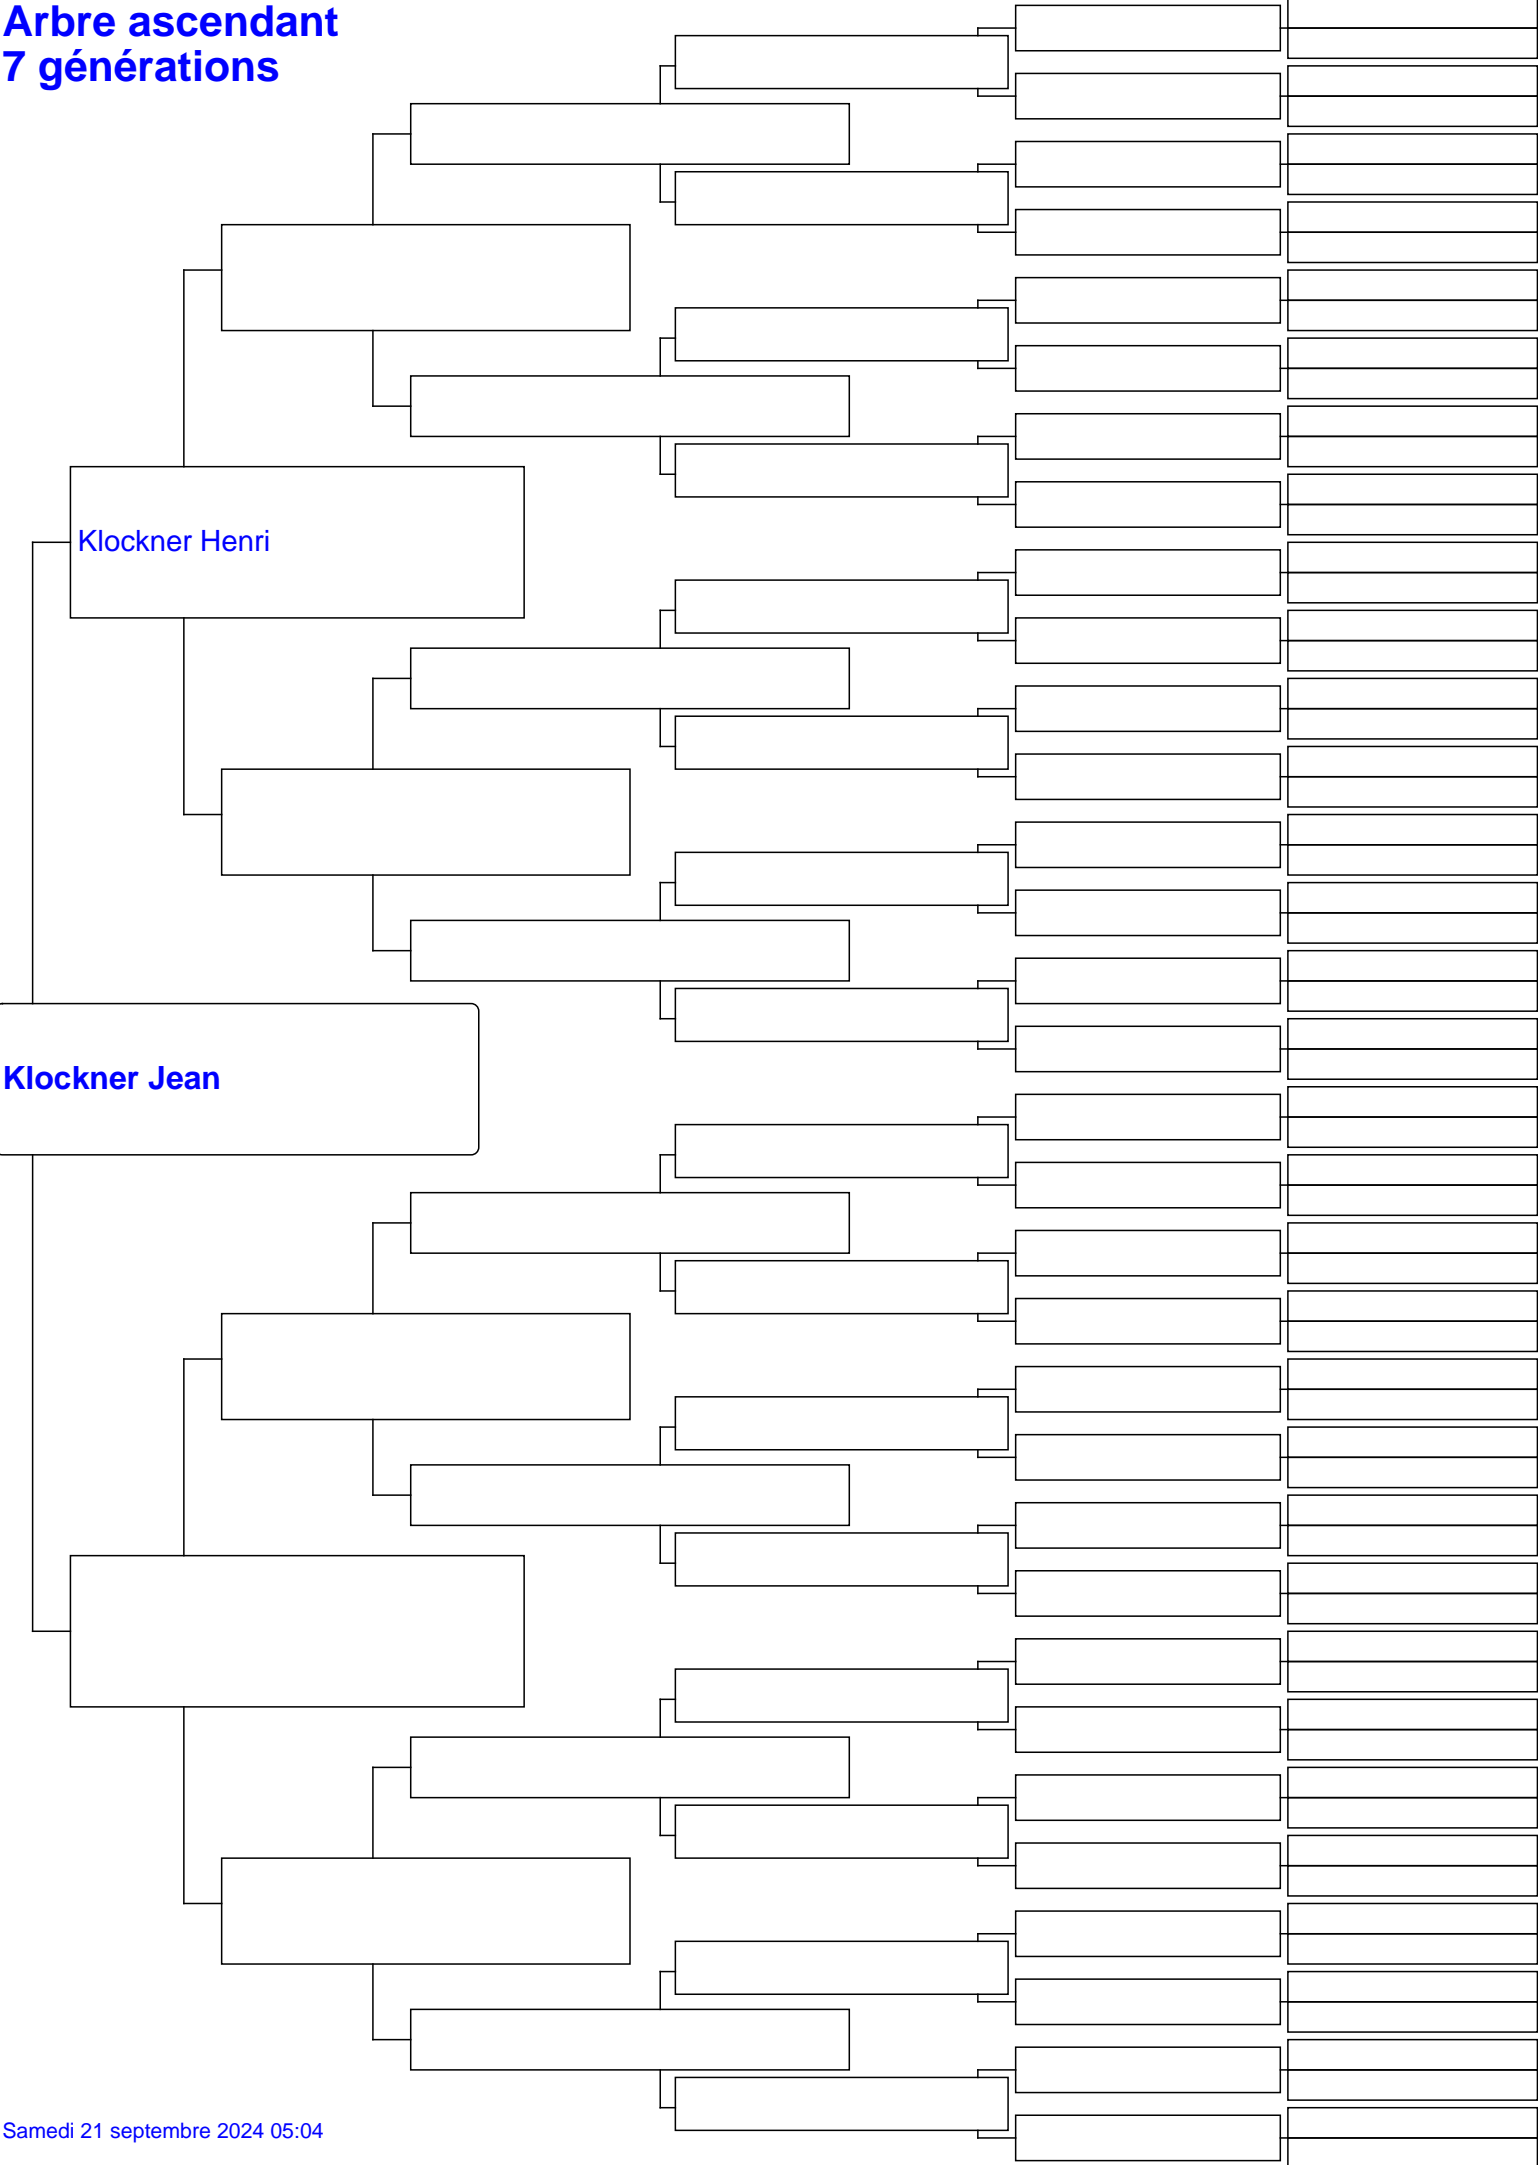 Arbre ascendant
7 générations
Klockner Henri
Klockner Jean
Samedi 21 septembre 2024 05:04